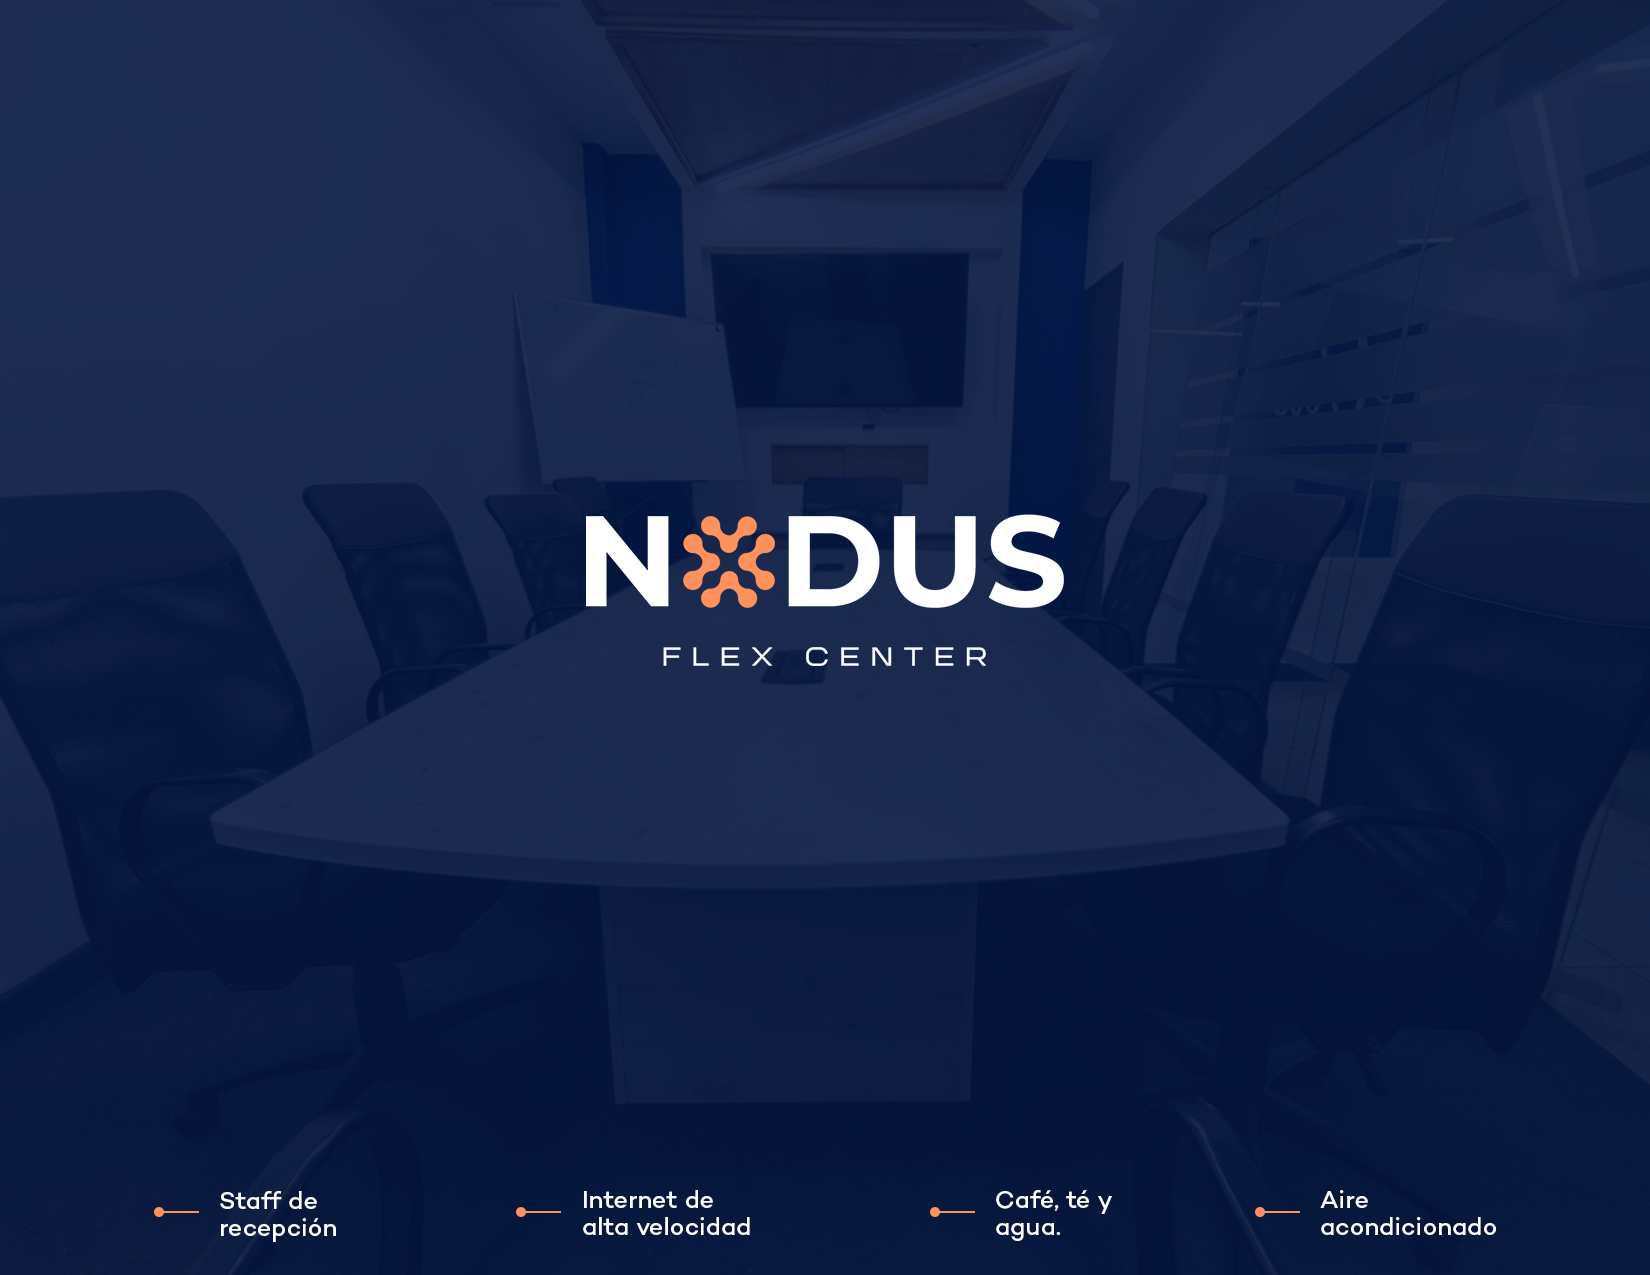 NODUS
FLEX CENTER
Staff de
recepción
Internet de
alta velocidad
Café, té y
agua.
Aire
acondicionado